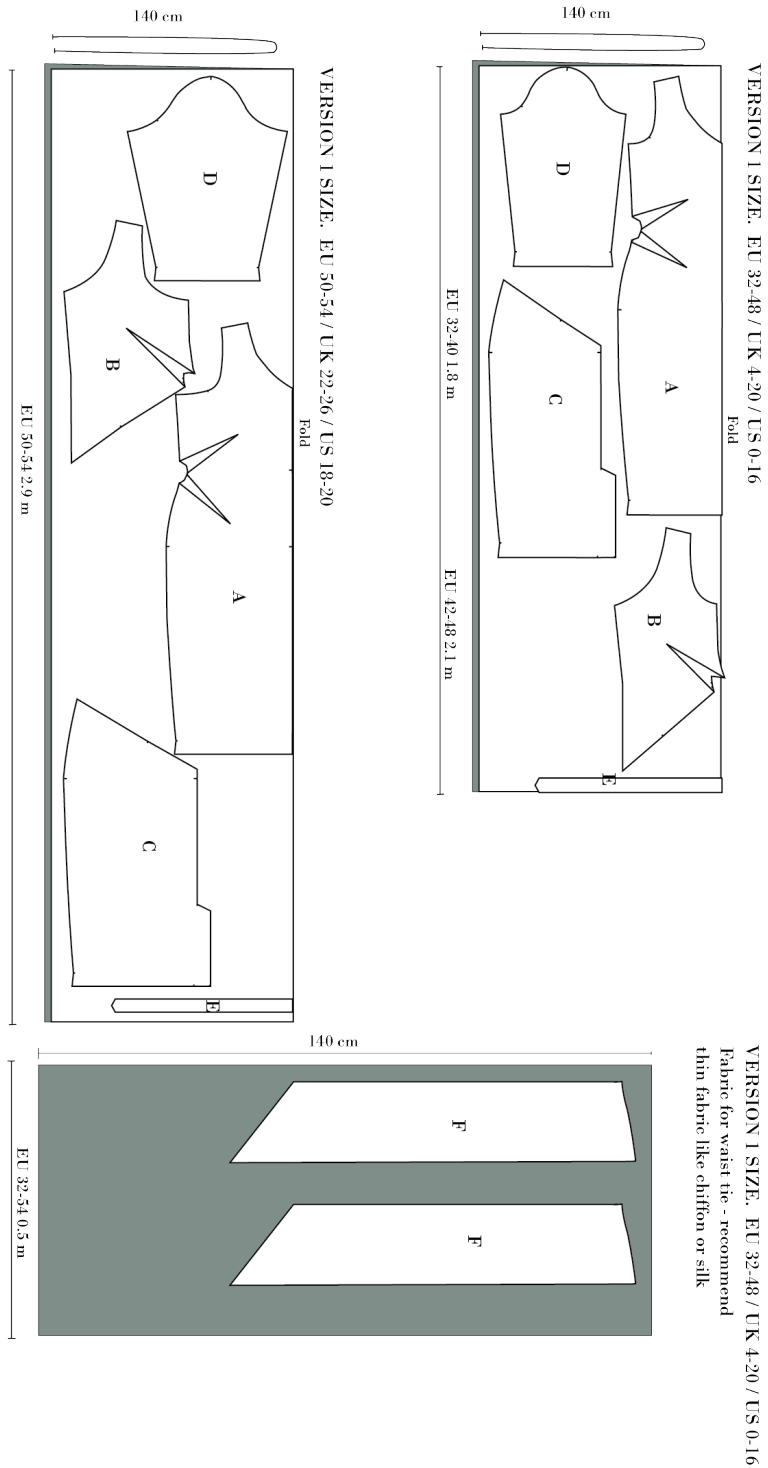 VERSION 1 SIZE. EU 32-48 / UK 4-20 / US 0-16
140 cm
Fold
D
A
C
B
E
EU 32-40 1.8 m
EU 42-48 2.1 m
VERSION 1 SIZE. EU 50-54 / UK 22-26 / US 18-20
140 cm
Fold
D
B
A
C
E
EU 50-54 2.9 m
VERSION 1 SIZE. EU 32-48 / UK 4-20 / US 0-16
Fabric for waist tie - recommend
thin fabric like chiffon or silk
140 cm
F
F
EU 32-54 0.5 m